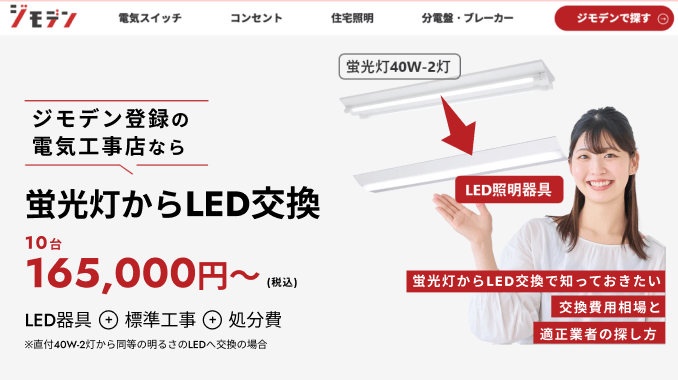 ジモデン
電気スイッチ
コンセント
住宅照明
分電盤・ブレーカー
ジモデンで探す
蛍光灯40W-2灯
ジモデン登録の
電気工事店なら
LED照明器具
蛍光灯からLED交換
10台
165,000円～ (税込)
蛍光灯からLED交換で知っておきたい
交換費用相場と
適正業者の探し方
LED器具 + 標準工事 + 処分費
※直付40W-2灯から同等の明るさのLEDへ交換の場合